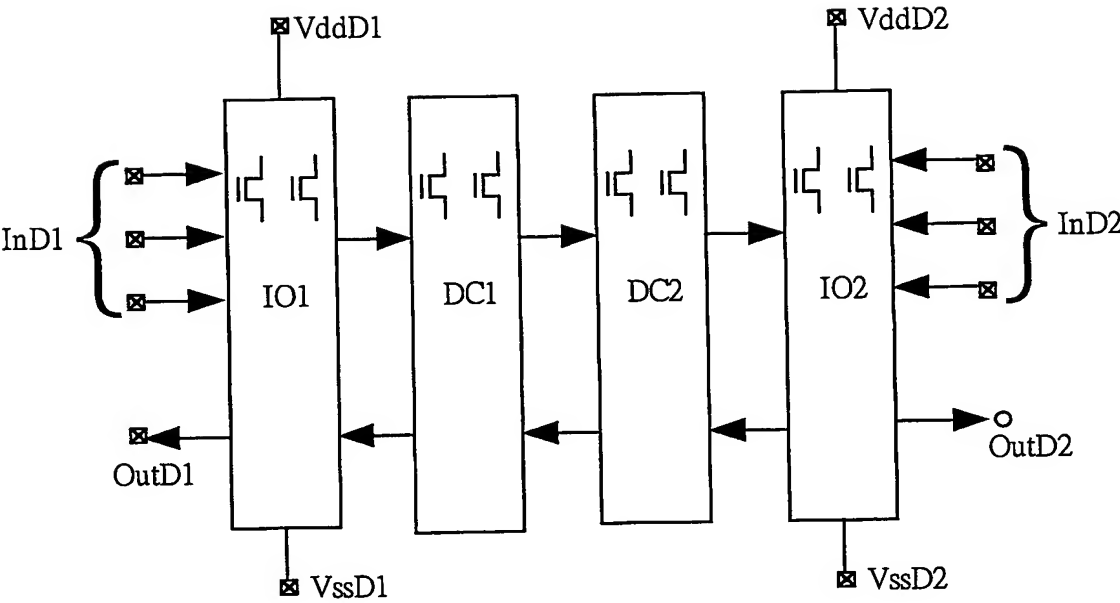 VddD1
VddD2
InD1
InD2
IO1
DC1
DC2
IO2
OutD1
OutD2
VssD1
VssD2